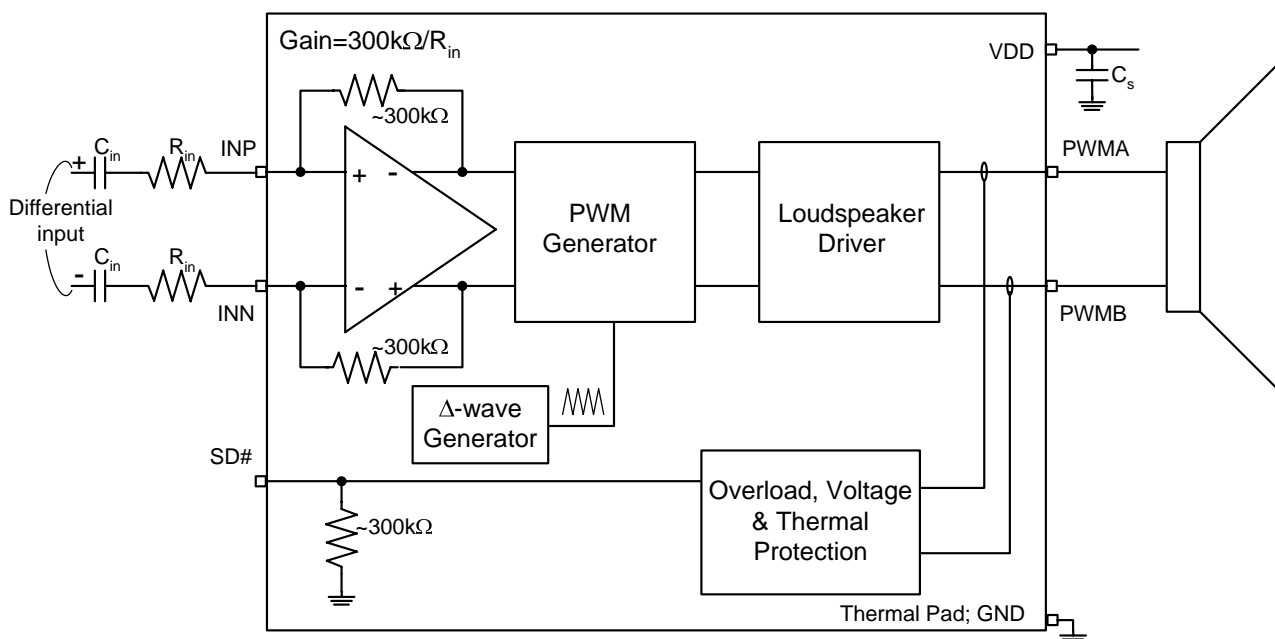 Gain=300kΩ/Rin
~300kΩ
VDD
Cs
+
Cin
Rin
INP
+
-
PWMA
Differential
input
PWM
Generator
Loudspeaker
Driver
-
Cin
Rin
INN
-
+
PWMB
~300kΩ
Δ-wave
Generator
SD#
~300kΩ
Overload, Voltage
& Thermal
Protection
Thermal Pad; GND